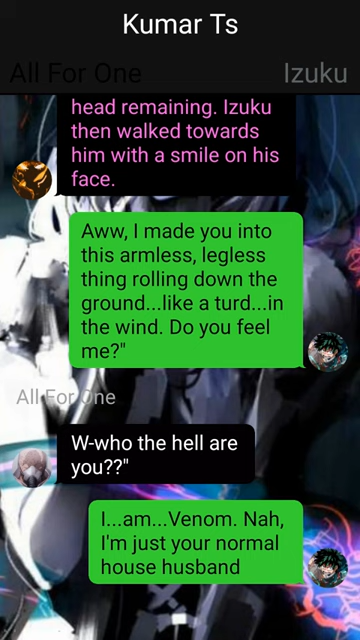 Kumar Ts
All For One
Izuku
head remaining. Izuku
then walked towards
him with a smile on his
face.
Aww, I made you into
this armless, legless
thing rolling down the
ground...like a turd...in
the wind. Do you feel
me?"
All For One
W-who the hell are
you??"
I...am...Venom. Nah,
I'm just your normal
house husband